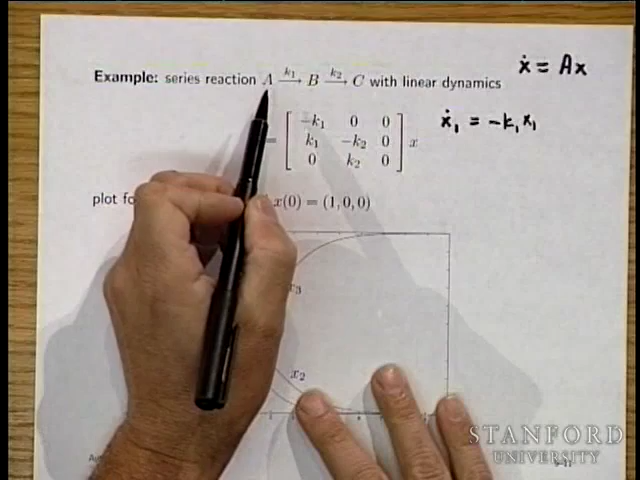 ẋ = Ax
Example: series reaction A —k₁→ B —k₂→ C with linear dynamics
= [ −k₁ 0 0 ; k₁ −k₂ 0 ; 0 k₂ 0 ] x
ẋ₁ = −k₁x₁
plot x(0) = (1, 0, 0)
x₃
x₂
STANFORD
UNIVERSITY